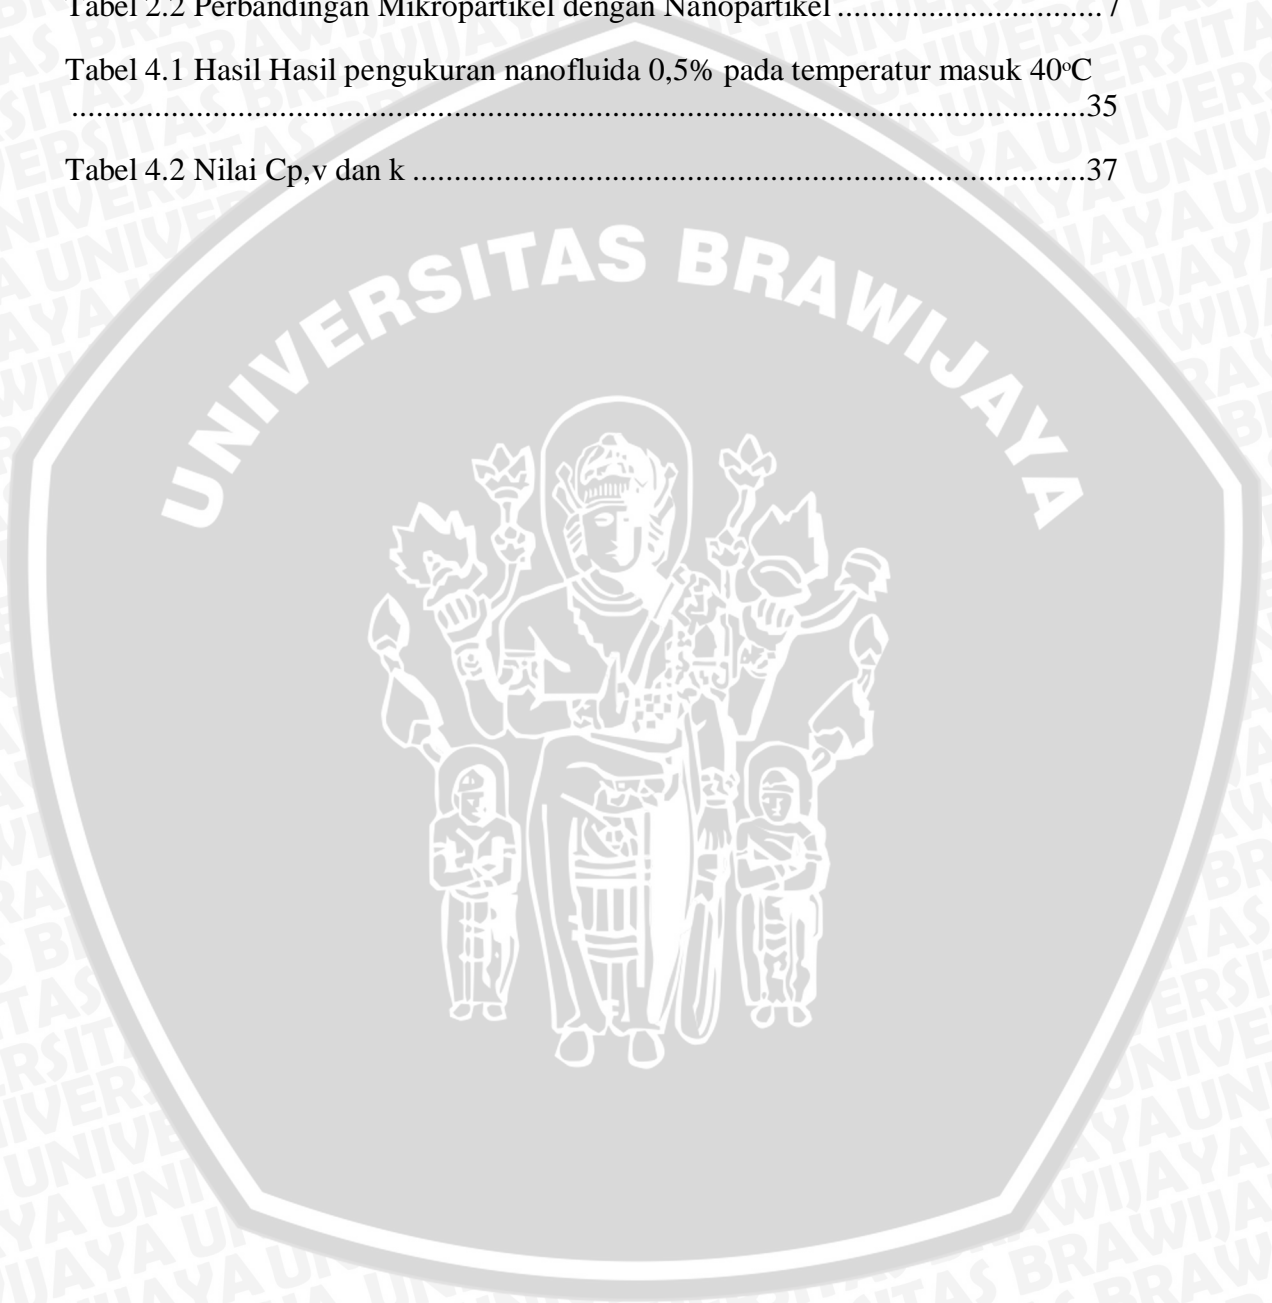 Tabel 2.2 Perbandingan Mikropartikel dengan Nanopartikel ................................ 7
Tabel 4.1 Hasil Hasil pengukuran nanofluida 0,5% pada temperatur masuk 40ºC
...........................................................................................................................35
Tabel 4.2 Nilai Cp,v dan k ..................................................................................37
UNIVERSITAS BRAWIJAYA